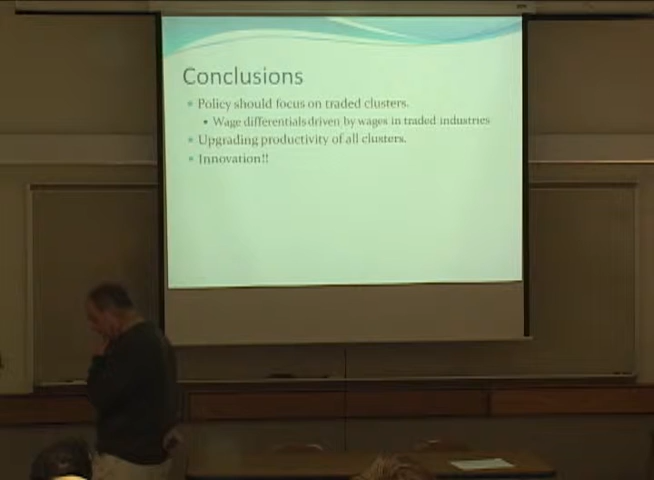 Conclusions
Policy should focus on traded clusters.
Wage differentials driven by wages in traded industries
Upgrading productivity of all clusters.
Innovation!!